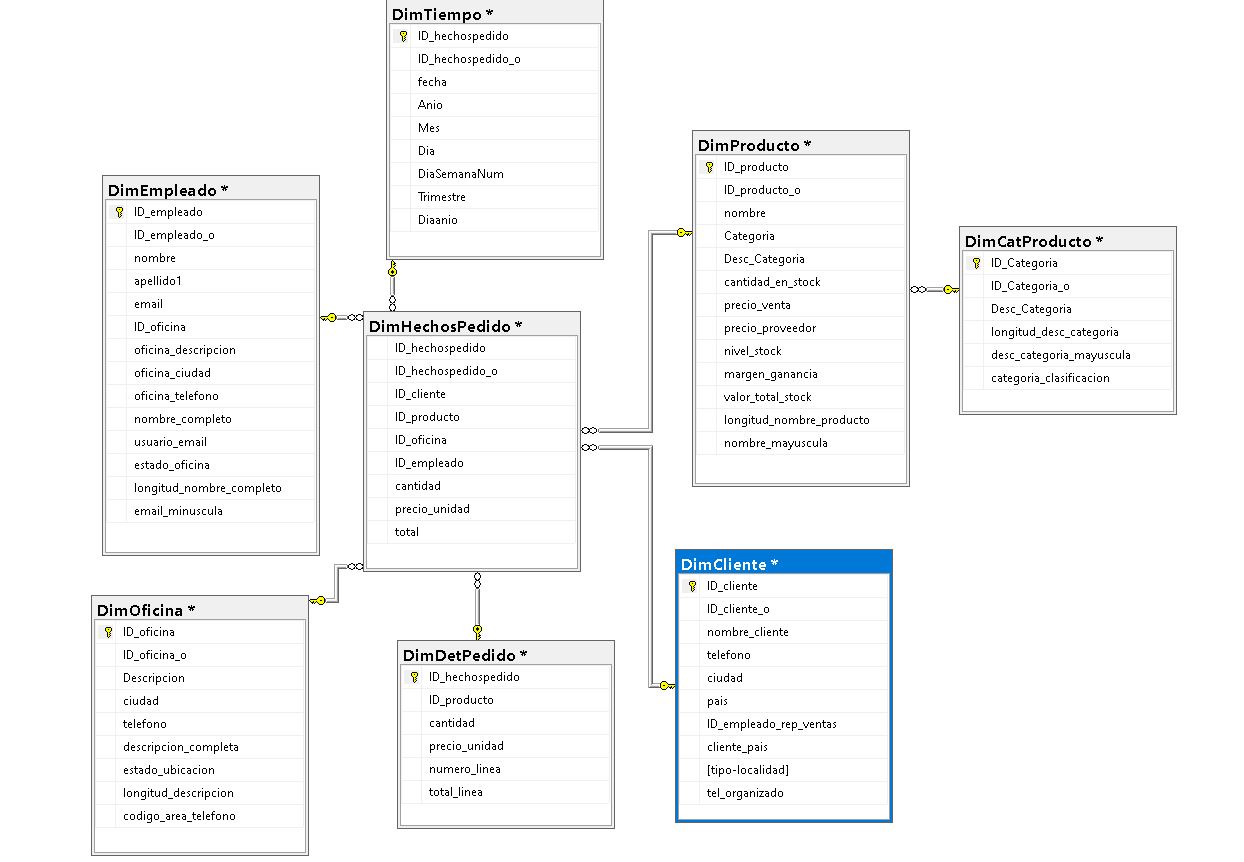 DimTiempo *
ID_hechospedido
ID_hechospedido_o
fecha
Anio
Mes
Dia
DiaSemanaNum
Trimestre
Diaanio
DimEmpleado *
ID_empleado
ID_empleado_o
nombre
apellido1
email
ID_oficina
oficina_descripcion
oficina_ciudad
oficina_telefono
nombre_completo
usuario_email
estado_oficina
longitud_nombre_completo
email_minuscula
DimHechosPedido *
ID_hechospedido
ID_hechospedido_o
ID_cliente
ID_producto
ID_oficina
ID_empleado
cantidad
precio_unidad
total
DimProducto *
ID_producto
ID_producto_o
nombre
Categoria
Desc_Categoria
cantidad_en_stock
precio_venta
precio_proveedor
nivel_stock
margen_ganancia
valor_total_stock
longitud_nombre_producto
nombre_mayuscula
DimCatProducto *
ID_Categoria
ID_Categoria_o
Desc_Categoria
longitud_desc_categoria
desc_categoria_mayuscula
categoria_clasificacion
DimOficina *
ID_oficina
ID_oficina_o
Descripcion
ciudad
telefono
descripcion_completa
estado_ubicacion
longitud_descripcion
codigo_area_telefono
DimDetPedido *
ID_hechospedido
ID_producto
cantidad
precio_unidad
numero_linea
total_linea
DimCliente *
ID_cliente
ID_cliente_o
nombre_cliente
telefono
ciudad
pais
ID_empleado_rep_ventas
cliente_pais
[tipo-localidad]
tel_organizado